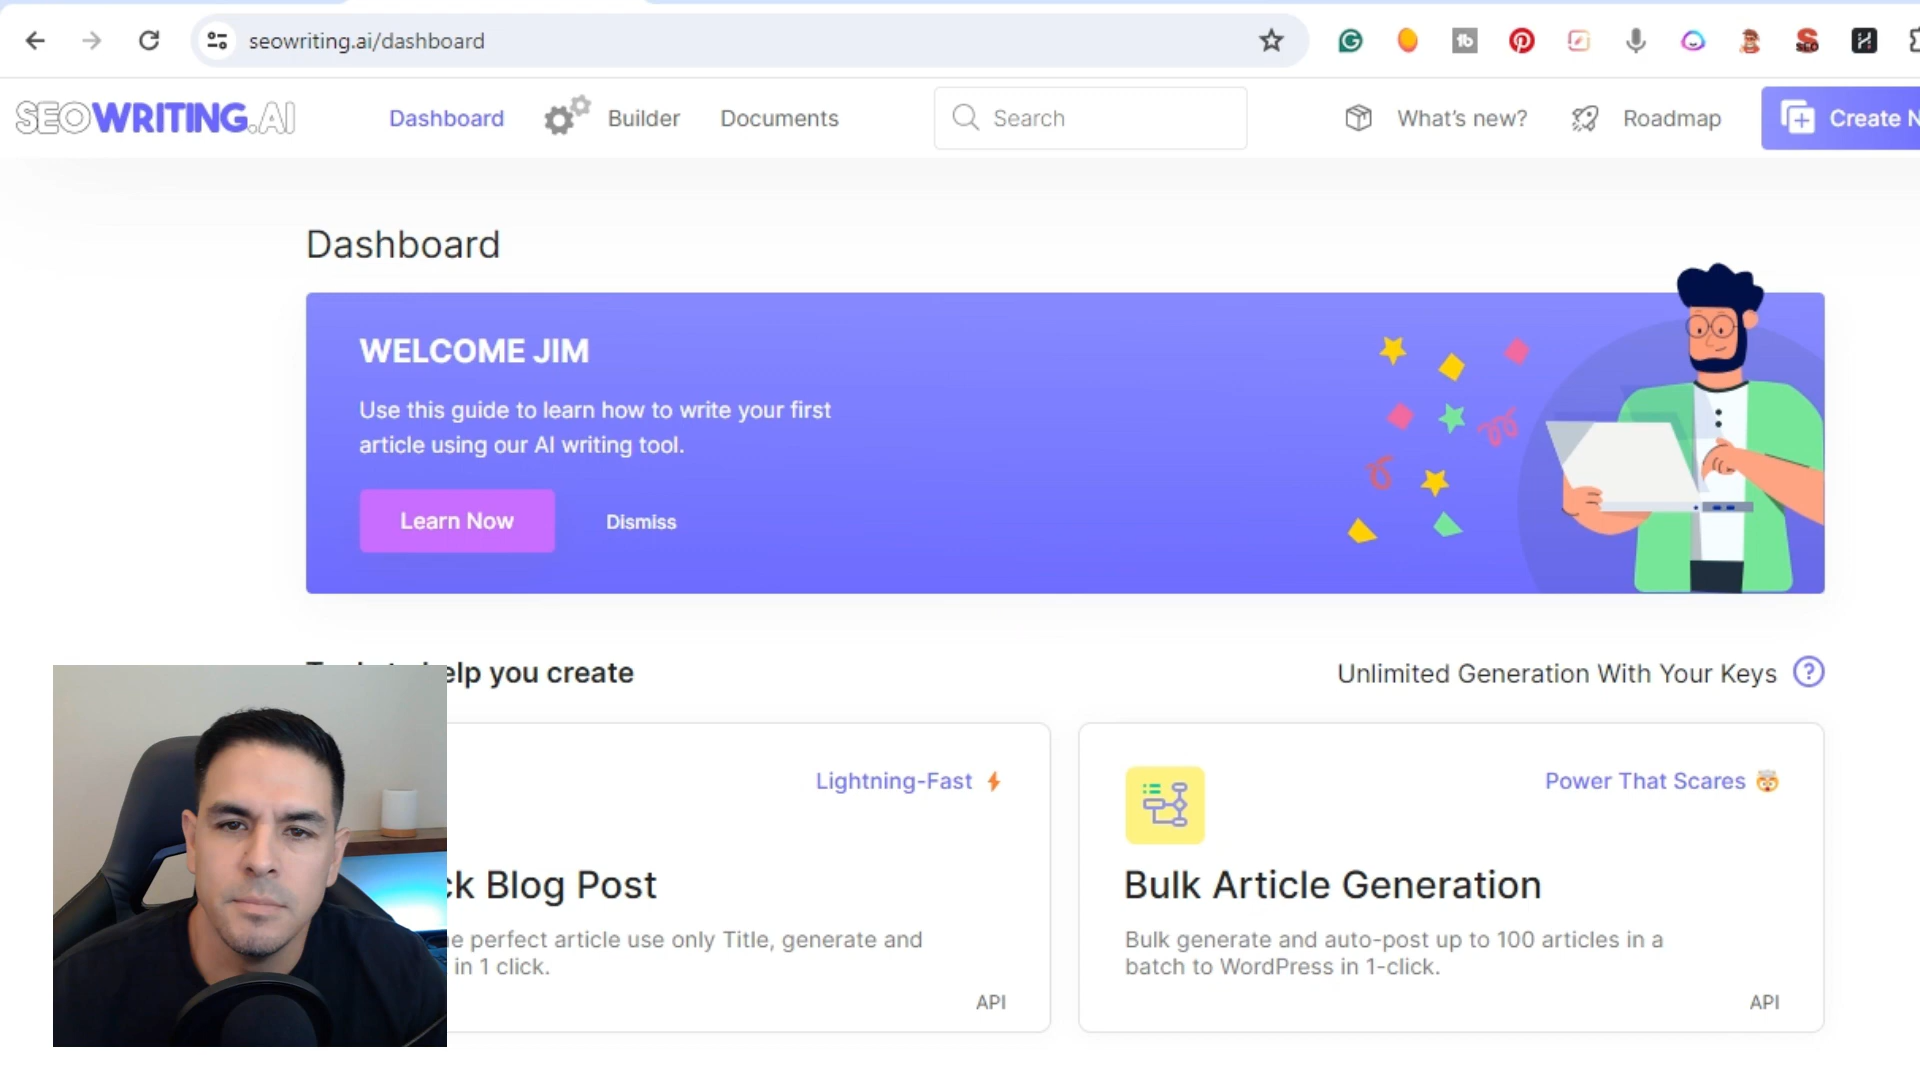 seowriting.ai/dashboard
SEOWRITING.AI
Dashboard
Builder
Documents
Search
What's new?
Roadmap
Create N
Dashboard
WELCOME JIM
Use this guide to learn how to write your first
article using our AI writing tool.
Learn Now
Dismiss
elp you create
Unlimited Generation With Your Keys
Lightning-Fast
ck Blog Post
e perfect article use only Title, generate and
in 1 click.
API
Power That Scares
Bulk Article Generation
Bulk generate and auto-post up to 100 articles in a
batch to WordPress in 1-click.
API